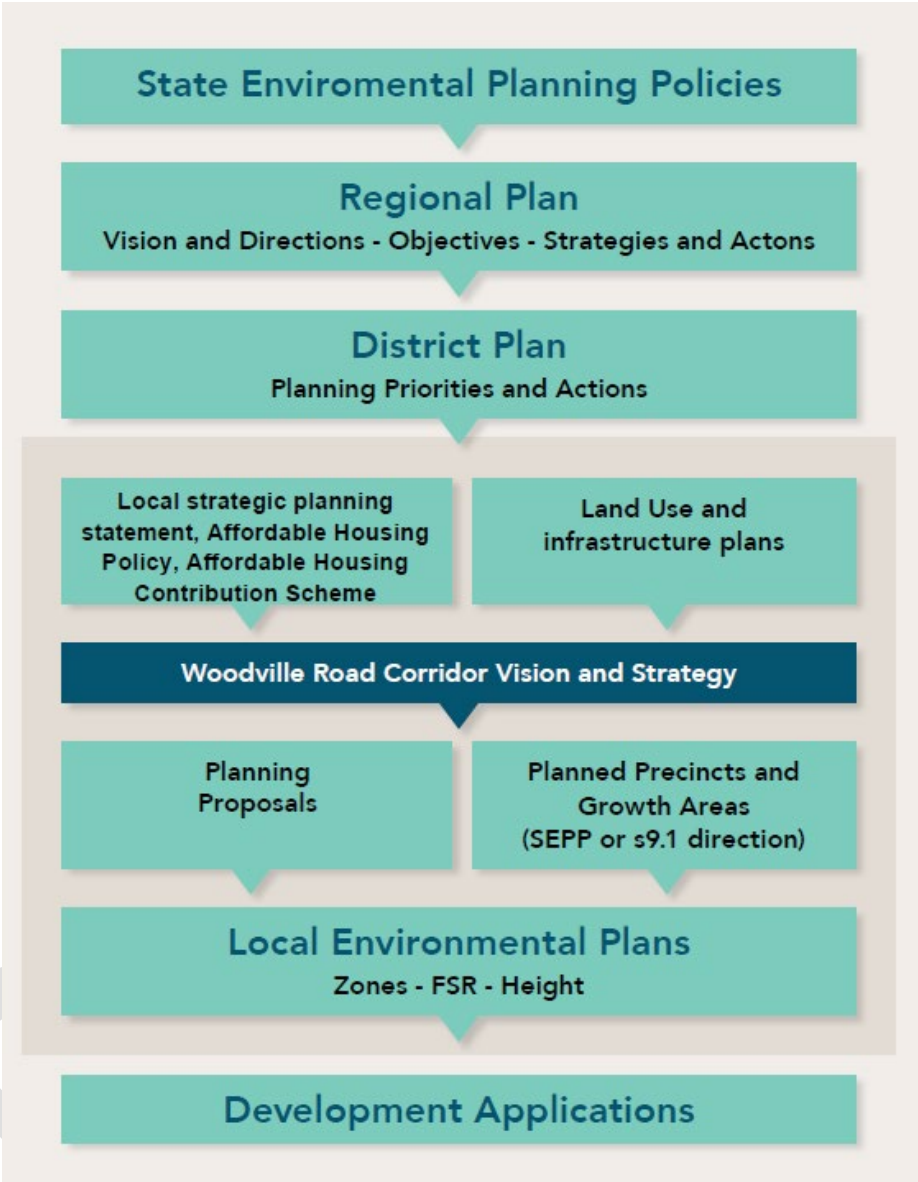 State Enviromental Planning Policies
Regional Plan
Vision and Directions - Objectives - Strategies and Actons
District Plan
Planning Priorities and Actions
Local strategic planning
statement, Affordable Housing
Policy, Affordable Housing
Contribution Scheme
Land Use and
infrastructure plans
Woodville Road Corridor Vision and Strategy
Planning
Proposals
Planned Precincts and
Growth Areas
(SEPP or s9.1 direction)
Local Environmental Plans
Zones - FSR - Height
Development Applications